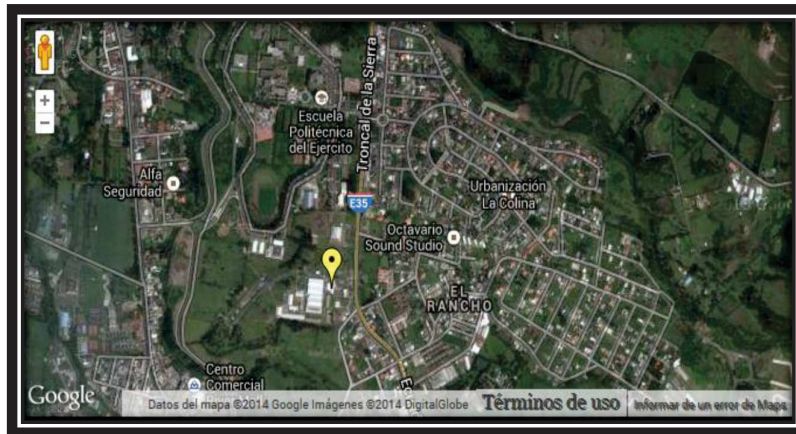 +
−
Troncal de la Sierra
Escuela
Politécnica
del Ejercito
Alfa
Seguridad
E35
Urbanización
La Colina
Octavario
Sound Studio
EL
RANCHO
Centro
Comercial
Google
Datos del mapa ©2014 Google Imágenes ©2014 DigitalGlobe
Términos de uso
Informar de un error de Maps